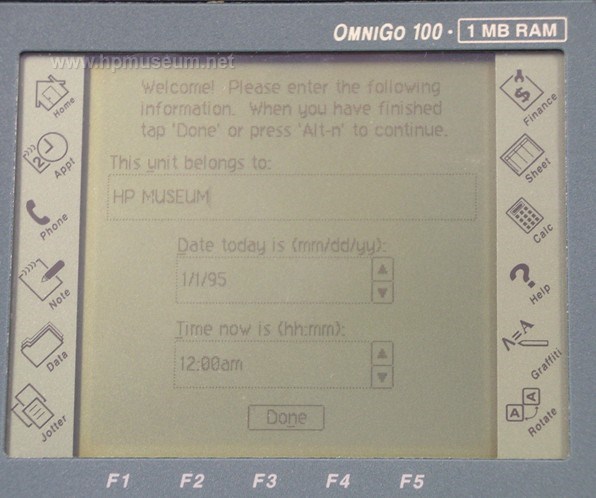 OMNIGO 100 · 1 MB RAM
www.hpmuseum.net
Welcome! Please enter the following
information. When you have finished
tap 'Done' or press 'Alt-n' to continue.
This unit belongs to:
HP MUSEUM
Date today is (mm/dd/yy):
1/1/95
Time now is (hh:mm):
12:00am
Done
Home
Appt
Phone
Note
Data
Jotter
Finance
Sheet
Calc
Help
Graffiti
Rotate
F1 F2 F3 F4 F5